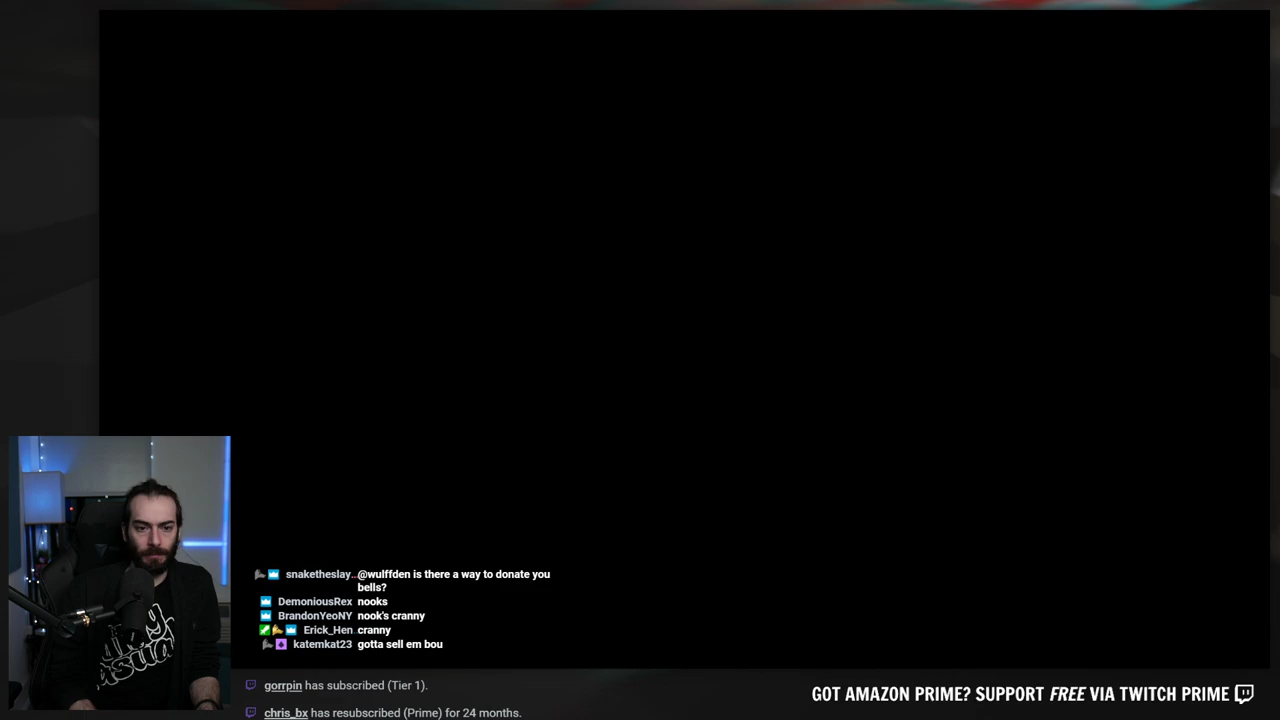 snaketheslay... @wulffden is there a way to donate you
bells?
DemoniousRex nooks
BrandonYeoNY nook's cranny
Erick_Hen cranny
katemkat23 gotta sell em bou
gorrpin has subscribed (Tier 1).
chris_bx has resubscribed (Prime) for 24 months.
GOT AMAZON PRIME? SUPPORT FREE VIA TWITCH PRIME